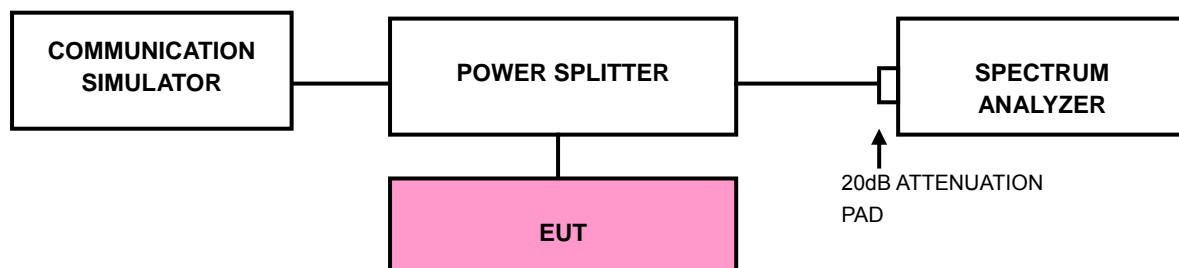 COMMUNICATION
SIMULATOR
POWER SPLITTER
SPECTRUM
ANALYZER
20dB ATTENUATION
PAD
EUT